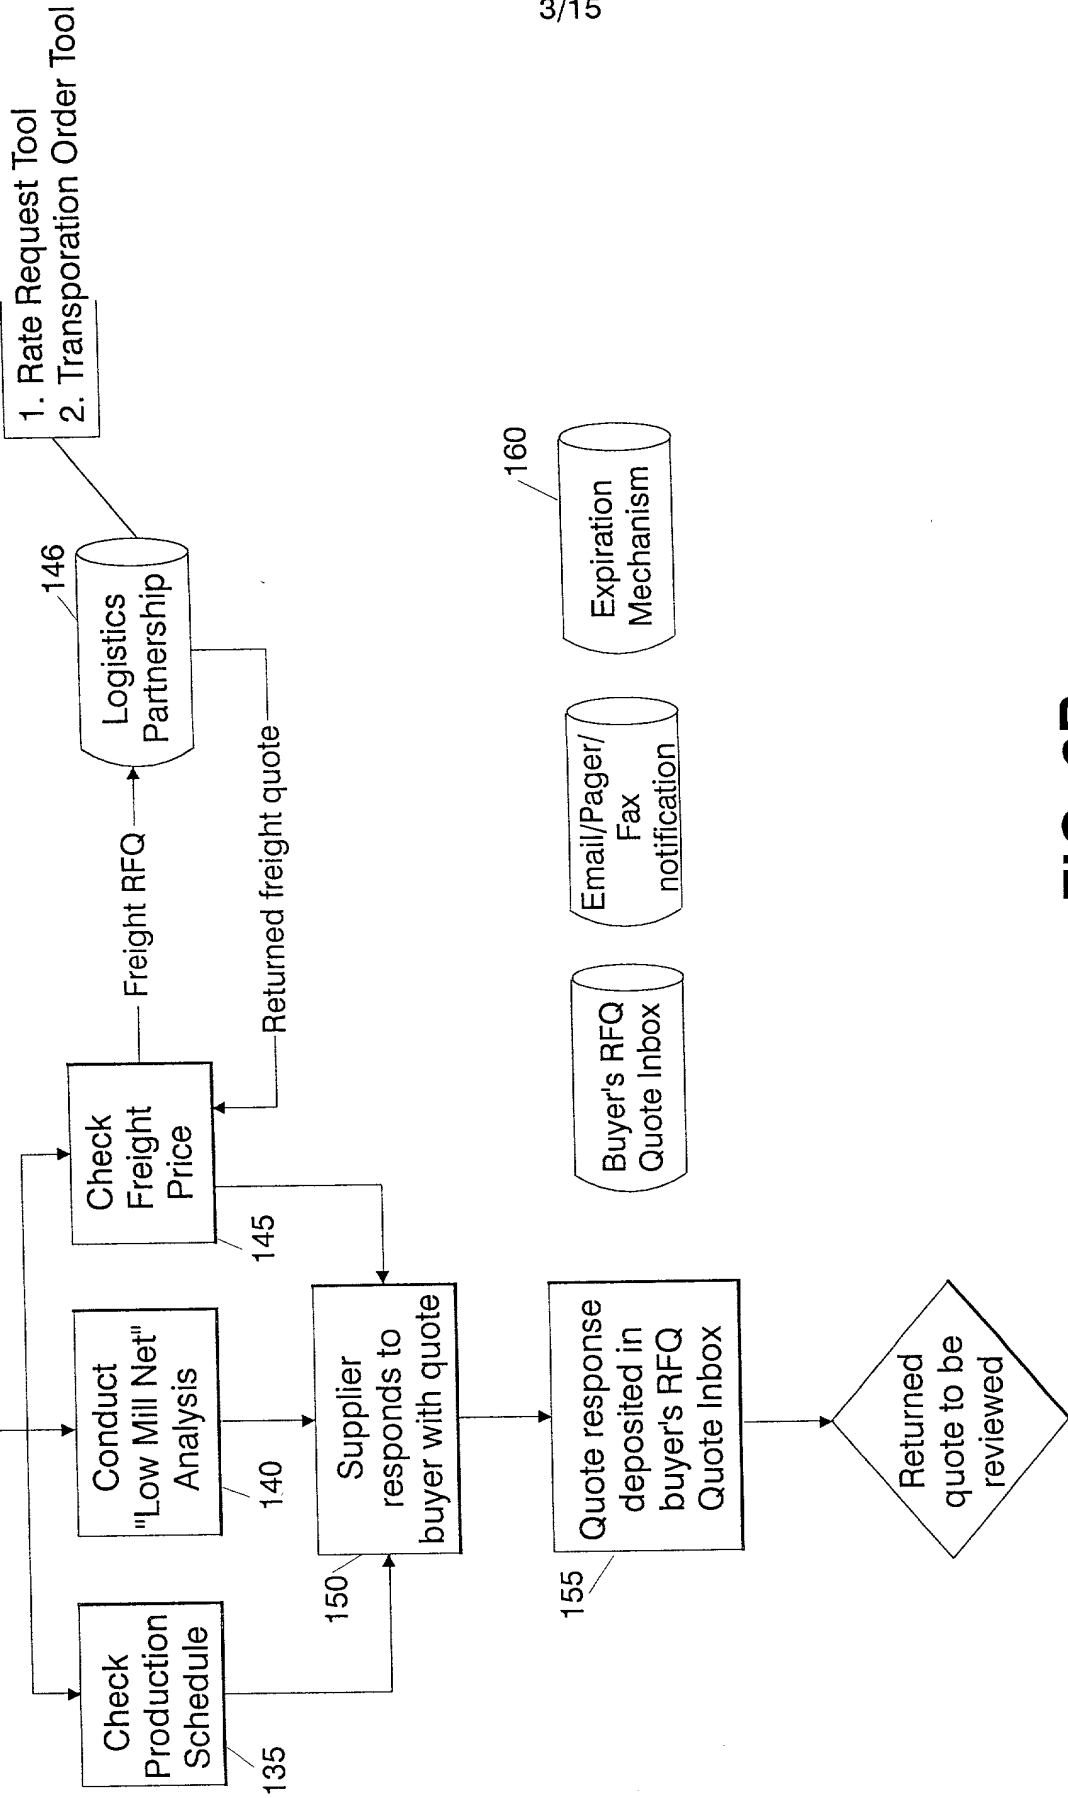 3/15
1. Rate Request Tool
2. Transporation Order Tool
146
Logistics
Partnership
Freight RFQ
Returned freight quote
Check
Freight
Price
145
Conduct
"Low Mill Net"
Analysis
140
Check
Production
Schedule
135
Supplier
responds to
buyer with quote
150
Quote response
deposited in
buyer's RFQ
Quote Inbox
155
Buyer's RFQ
Quote Inbox
Email/Pager/
Fax
notification
Expiration
Mechanism
160
Returned
quote to be
reviewed